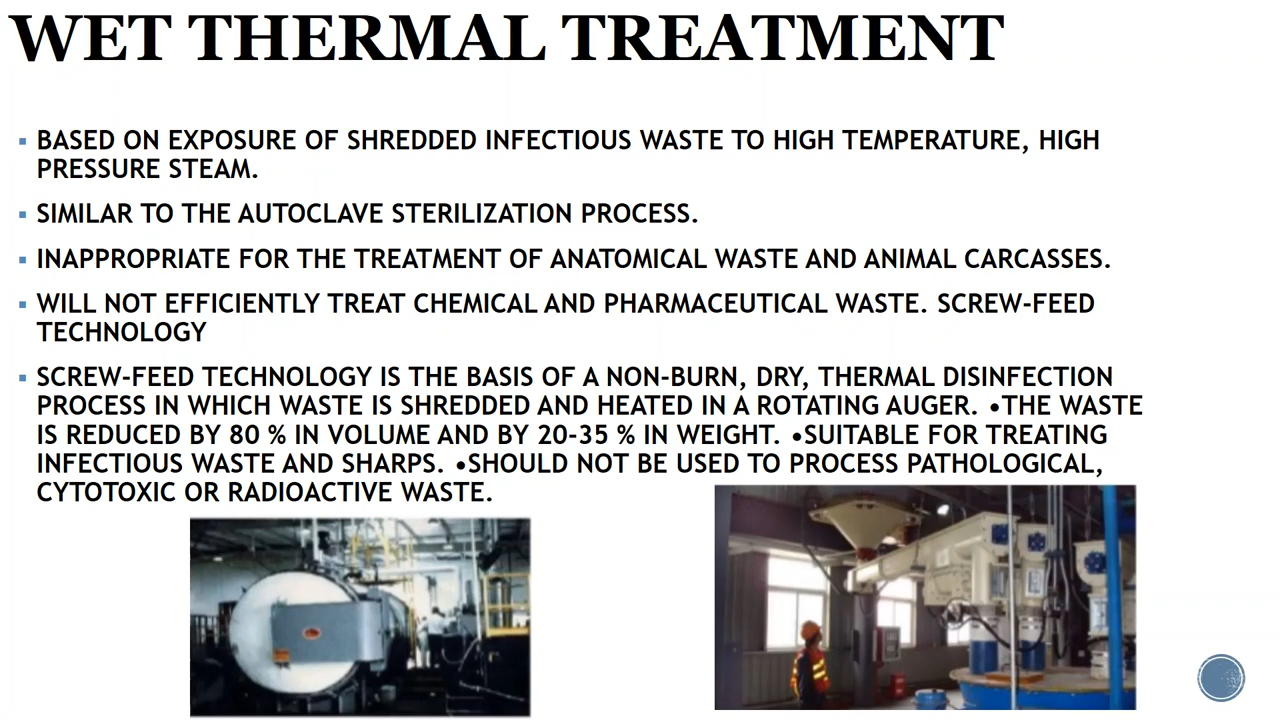 WET THERMAL TREATMENT
▪ BASED ON EXPOSURE OF SHREDDED INFECTIOUS WASTE TO HIGH TEMPERATURE, HIGH
PRESSURE STEAM.
▪ SIMILAR TO THE AUTOCLAVE STERILIZATION PROCESS.
▪ INAPPROPRIATE FOR THE TREATMENT OF ANATOMICAL WASTE AND ANIMAL CARCASSES.
▪ WILL NOT EFFICIENTLY TREAT CHEMICAL AND PHARMACEUTICAL WASTE. SCREW-FEED
TECHNOLOGY
▪ SCREW-FEED TECHNOLOGY IS THE BASIS OF A NON-BURN, DRY, THERMAL DISINFECTION
PROCESS IN WHICH WASTE IS SHREDDED AND HEATED IN A ROTATING AUGER. •THE WASTE
IS REDUCED BY 80 % IN VOLUME AND BY 20-35 % IN WEIGHT. •SUITABLE FOR TREATING
INFECTIOUS WASTE AND SHARPS. •SHOULD NOT BE USED TO PROCESS PATHOLOGICAL,
CYTOTOXIC OR RADIOACTIVE WASTE.